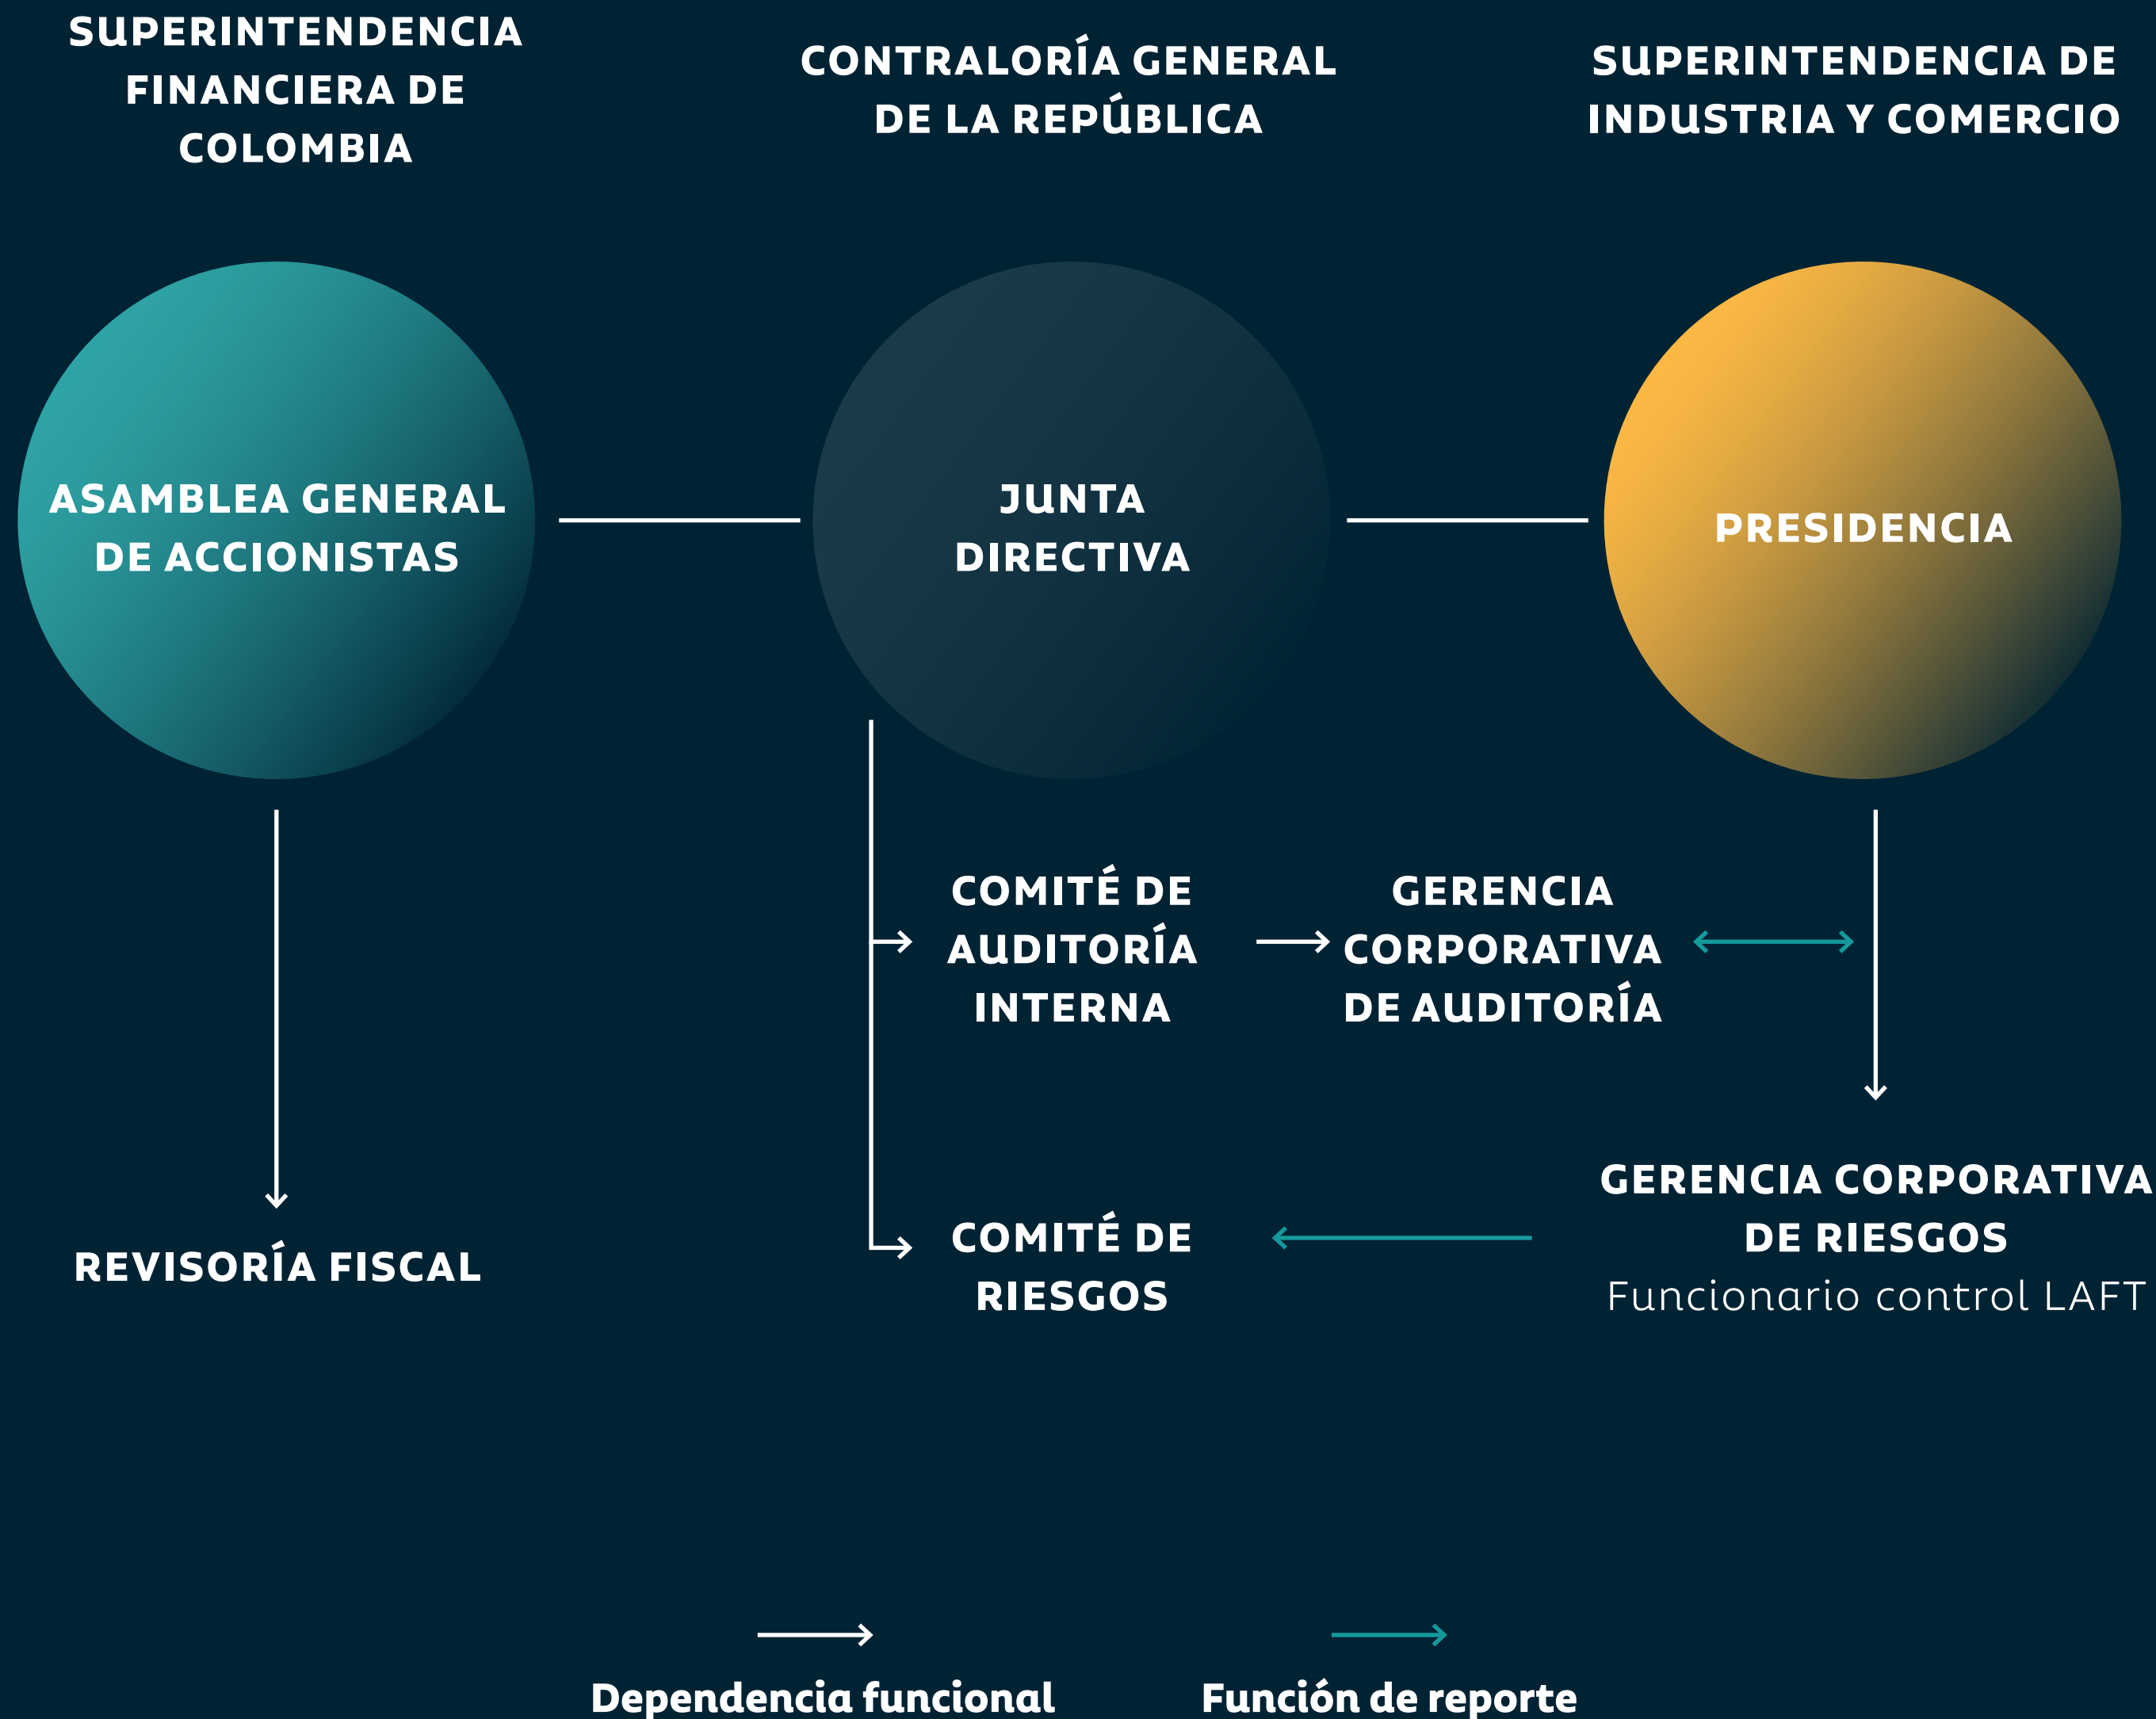 SUPERINTENDENCIA
FINANCIERA DE
COLOMBIA
CONTRALORÍA GENERAL
DE LA REPÚBLICA
SUPERINTENDENCIA DE
INDUSTRIA Y COMERCIO
ASAMBLEA GENERAL
DE ACCIONISTAS
JUNTA
DIRECTIVA
PRESIDENCIA
COMITÉ DE
AUDITORÍA
INTERNA
GERENCIA
CORPORATIVA
DE AUDITORÍA
REVISORÍA FISCAL
COMITÉ DE
RIESGOS
GERENCIA CORPORATIVA
DE RIESGOS
Funcionario control LAFT
Dependencia funcional
Función de reporte